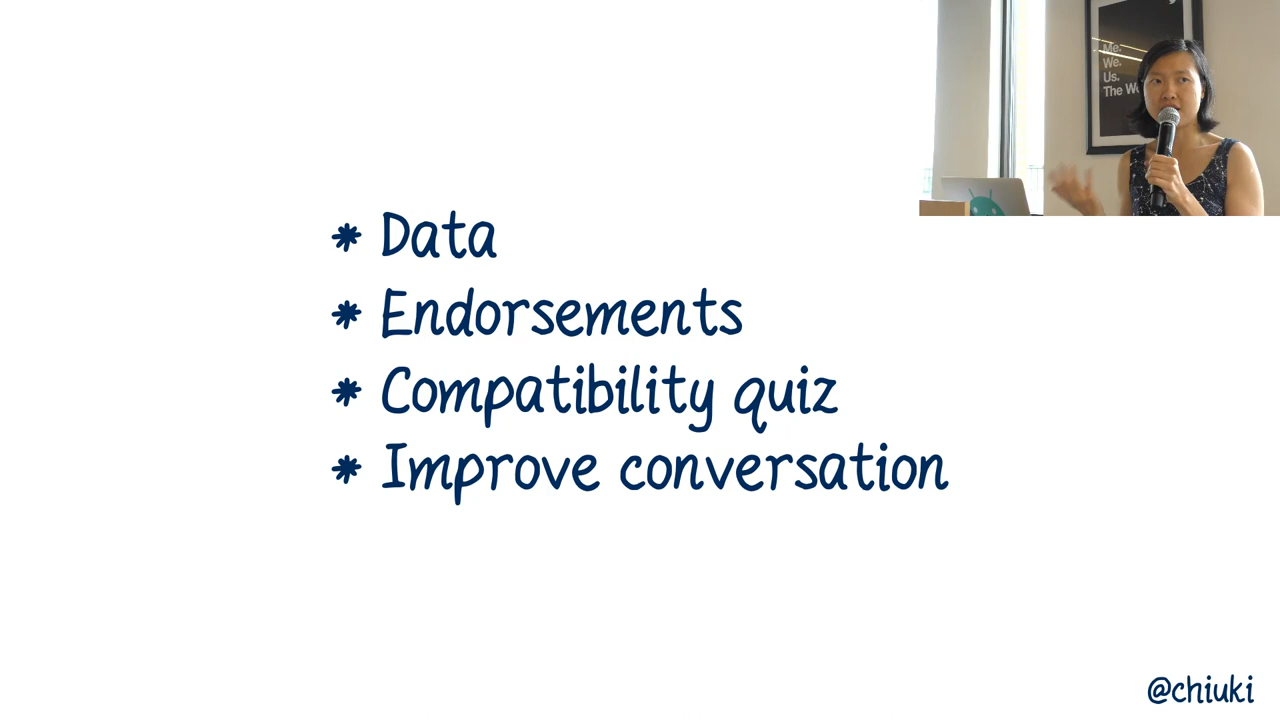 Me.
We.
Us.
* Data
* Endorsements
* Compatibility quiz
* Improve conversation
@chiuki